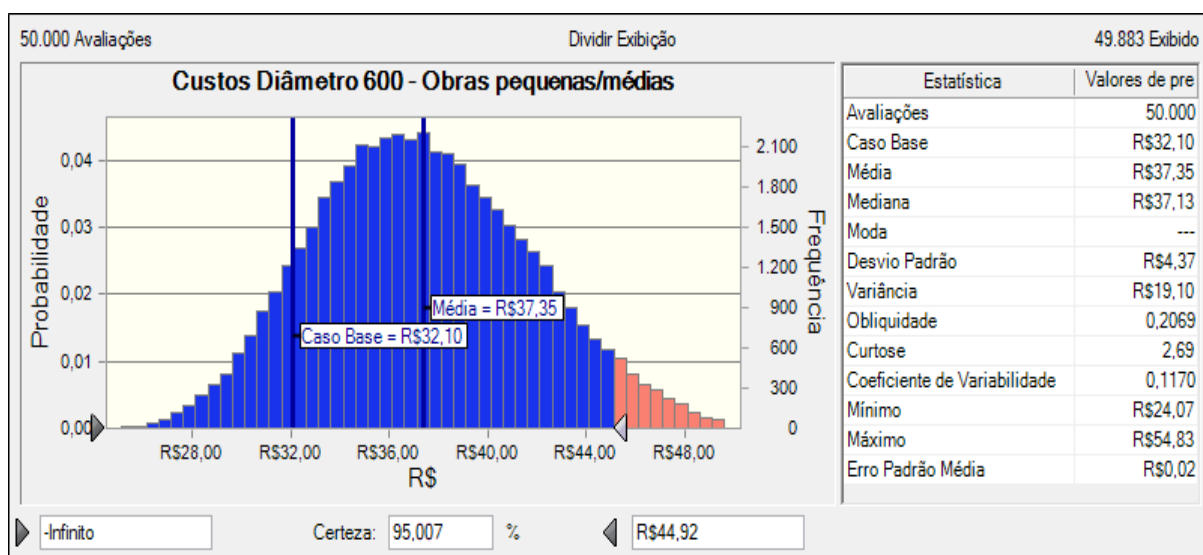 50.000 Avaliações Dividir Exibição 49.883 Exibido
Custos Diâmetro 600 - Obras pequenas/médias
Probabilidade
0,04
0,03
0,02
0,01
0,00
Média = R$37,35
Caso Base = R$32,10
2.100
1.800
1.500
1.200
900
600
300
0
Frequência
R$28,00 R$32,00 R$36,00 R$40,00 R$44,00 R$48,00
R$
Estatística Valores de pre
Avaliações 50.000
Caso Base R$32,10
Média R$37,35
Mediana R$37,13
Moda ---
Desvio Padrão R$4,37
Variância R$19,10
Obliquidade 0,2069
Curtose 2,69
Coeficiente de Variabilidade 0,1170
Mínimo R$24,07
Máximo R$54,83
Erro Padrão Média R$0,02
-Infinito Certeza: 95,007 % R$44,92